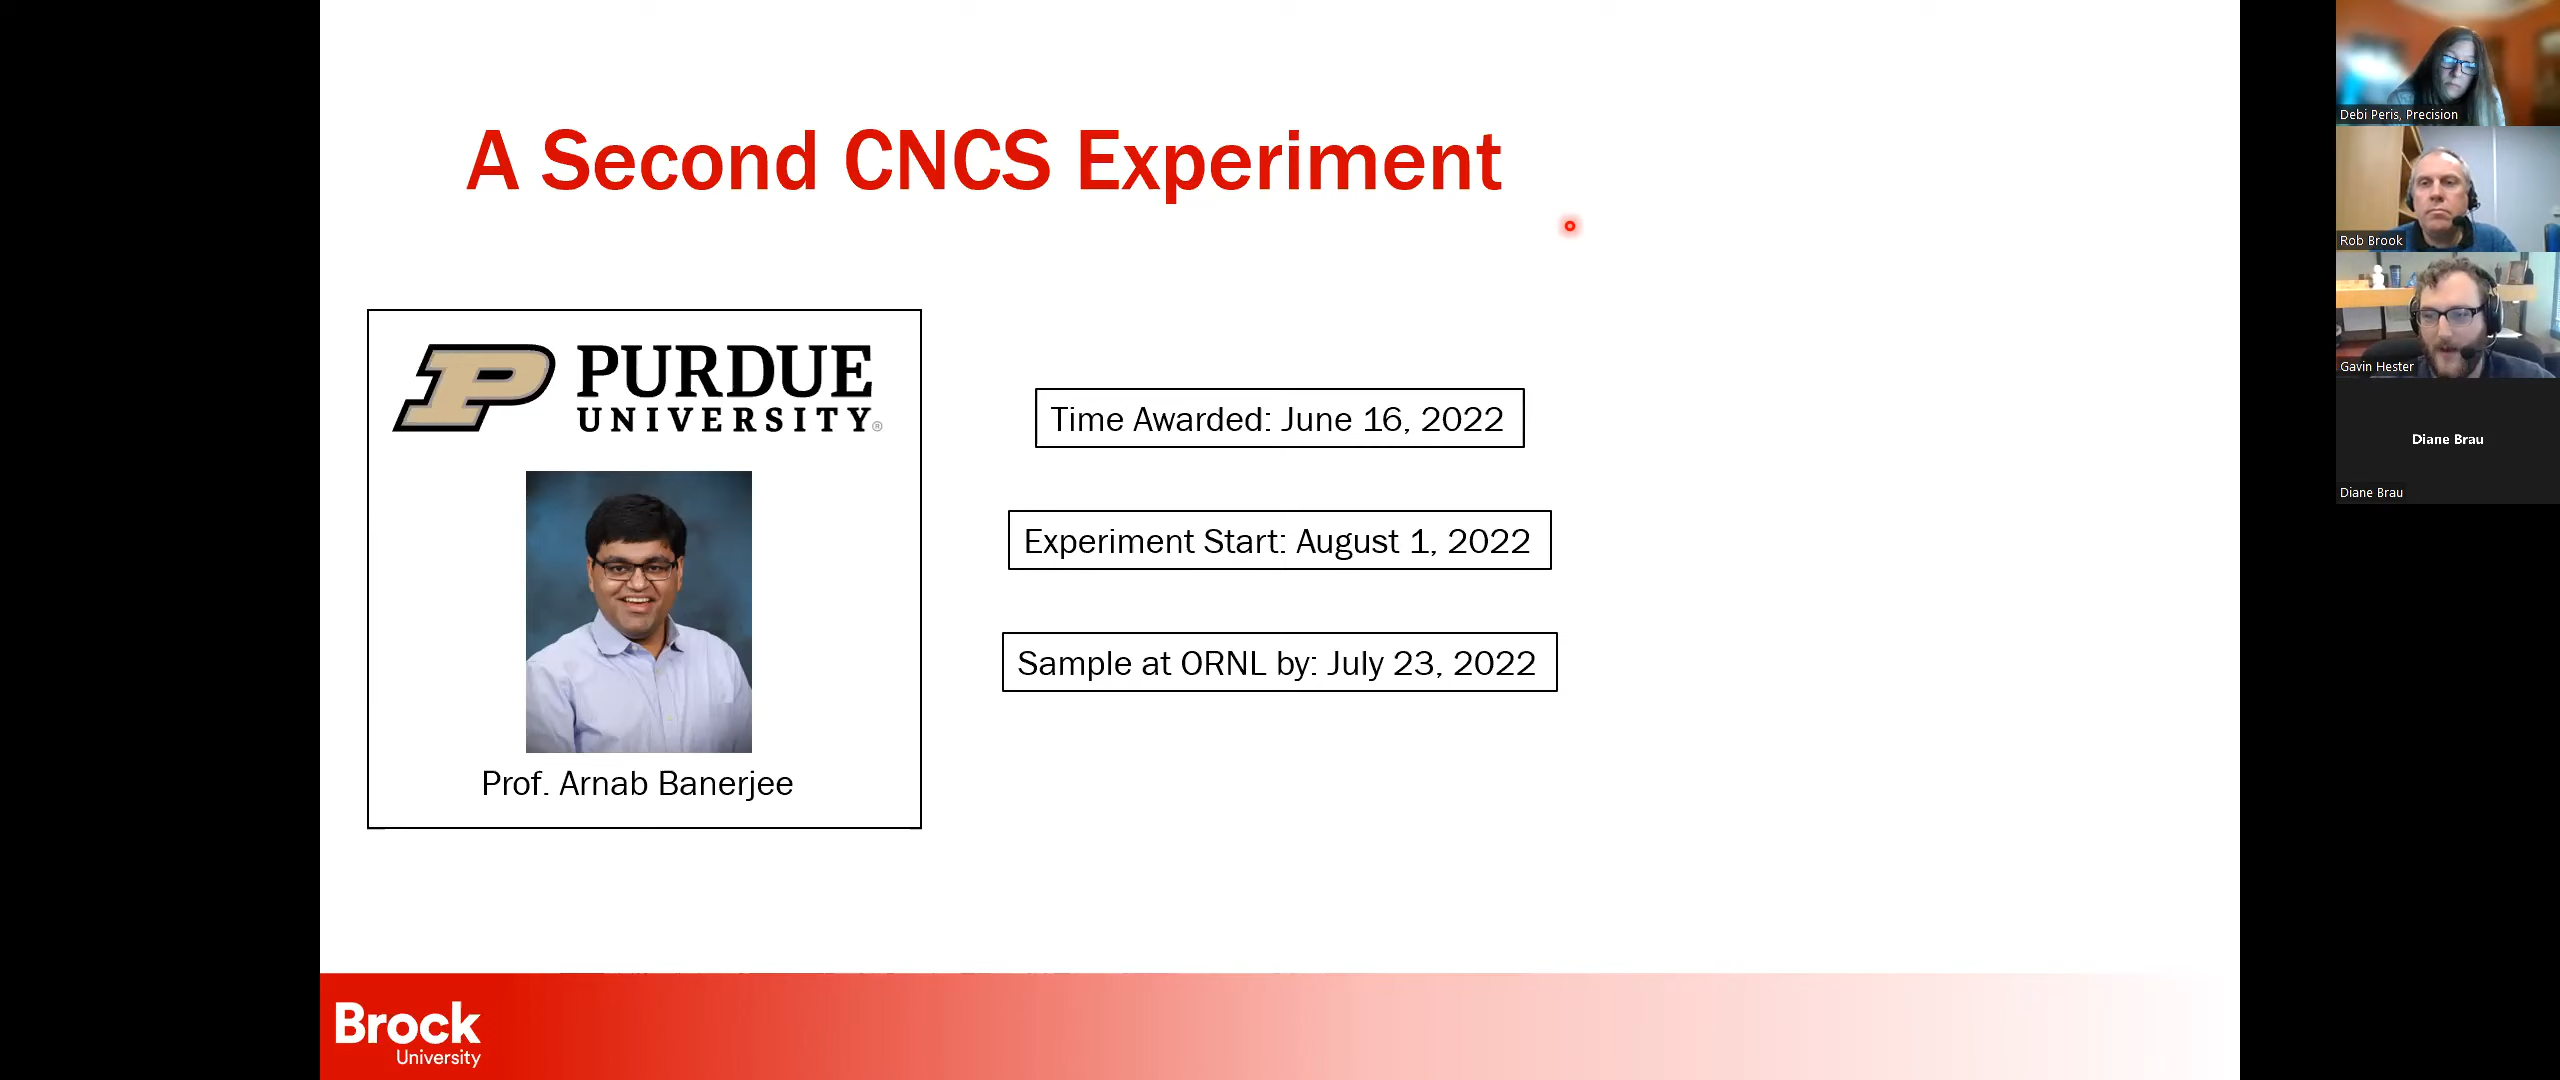 A Second CNCS Experiment
PURDUE
UNIVERSITY®
Prof. Arnab Banerjee
Time Awarded: June 16, 2022
Experiment Start: August 1, 2022
Sample at ORNL by: July 23, 2022
Brock
University
Debi Peris, Precision
Rob Brook
Gavin Hester
Diane Brau
Diane Brau